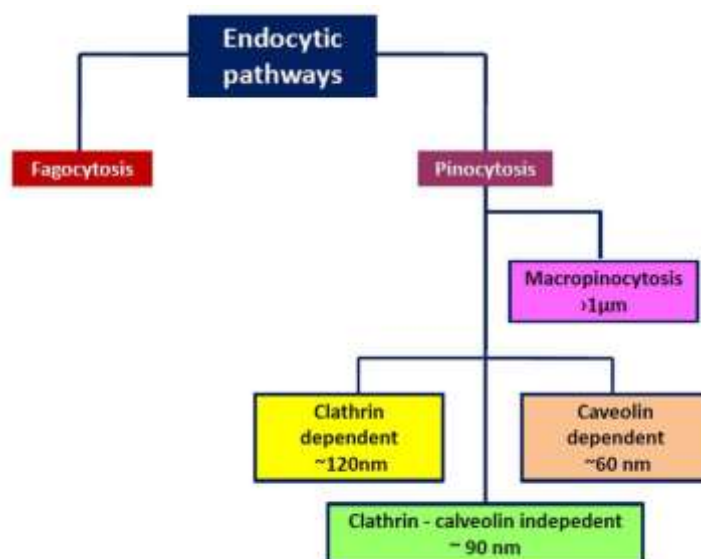 Endocytic
pathways
Fagocytosis
Pinocytosis
Macropinocytosis
›1µm
Clathrin
dependent
~120nm
Caveolin
dependent
~60 nm
Clathrin - calveolin indepedent
~ 90 nm